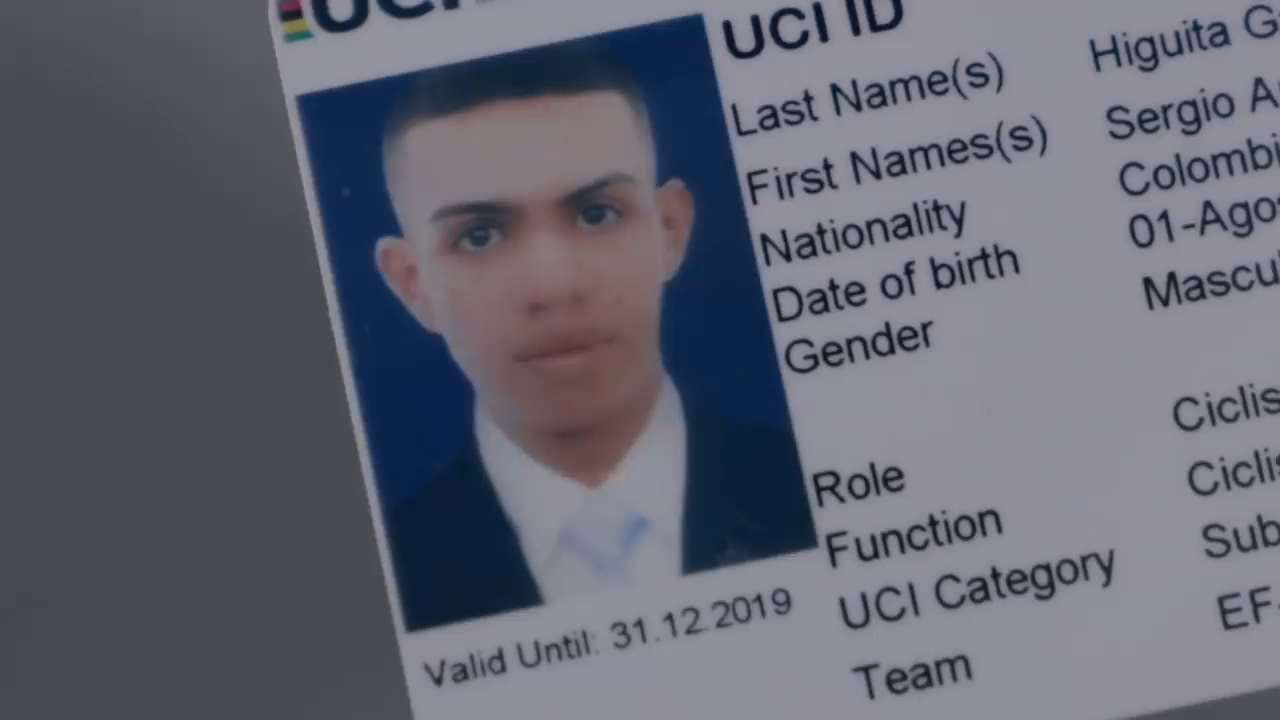 UCI
UCI ID
Last Name(s) Higuita G
First Names(s) Sergio A
Nationality Colombi
Date of birth 01-Ago
Gender Mascu
Ciclis
Role Ciclis
Function Sub
UCI Category EF
Team
Valid Until: 31.12.2019